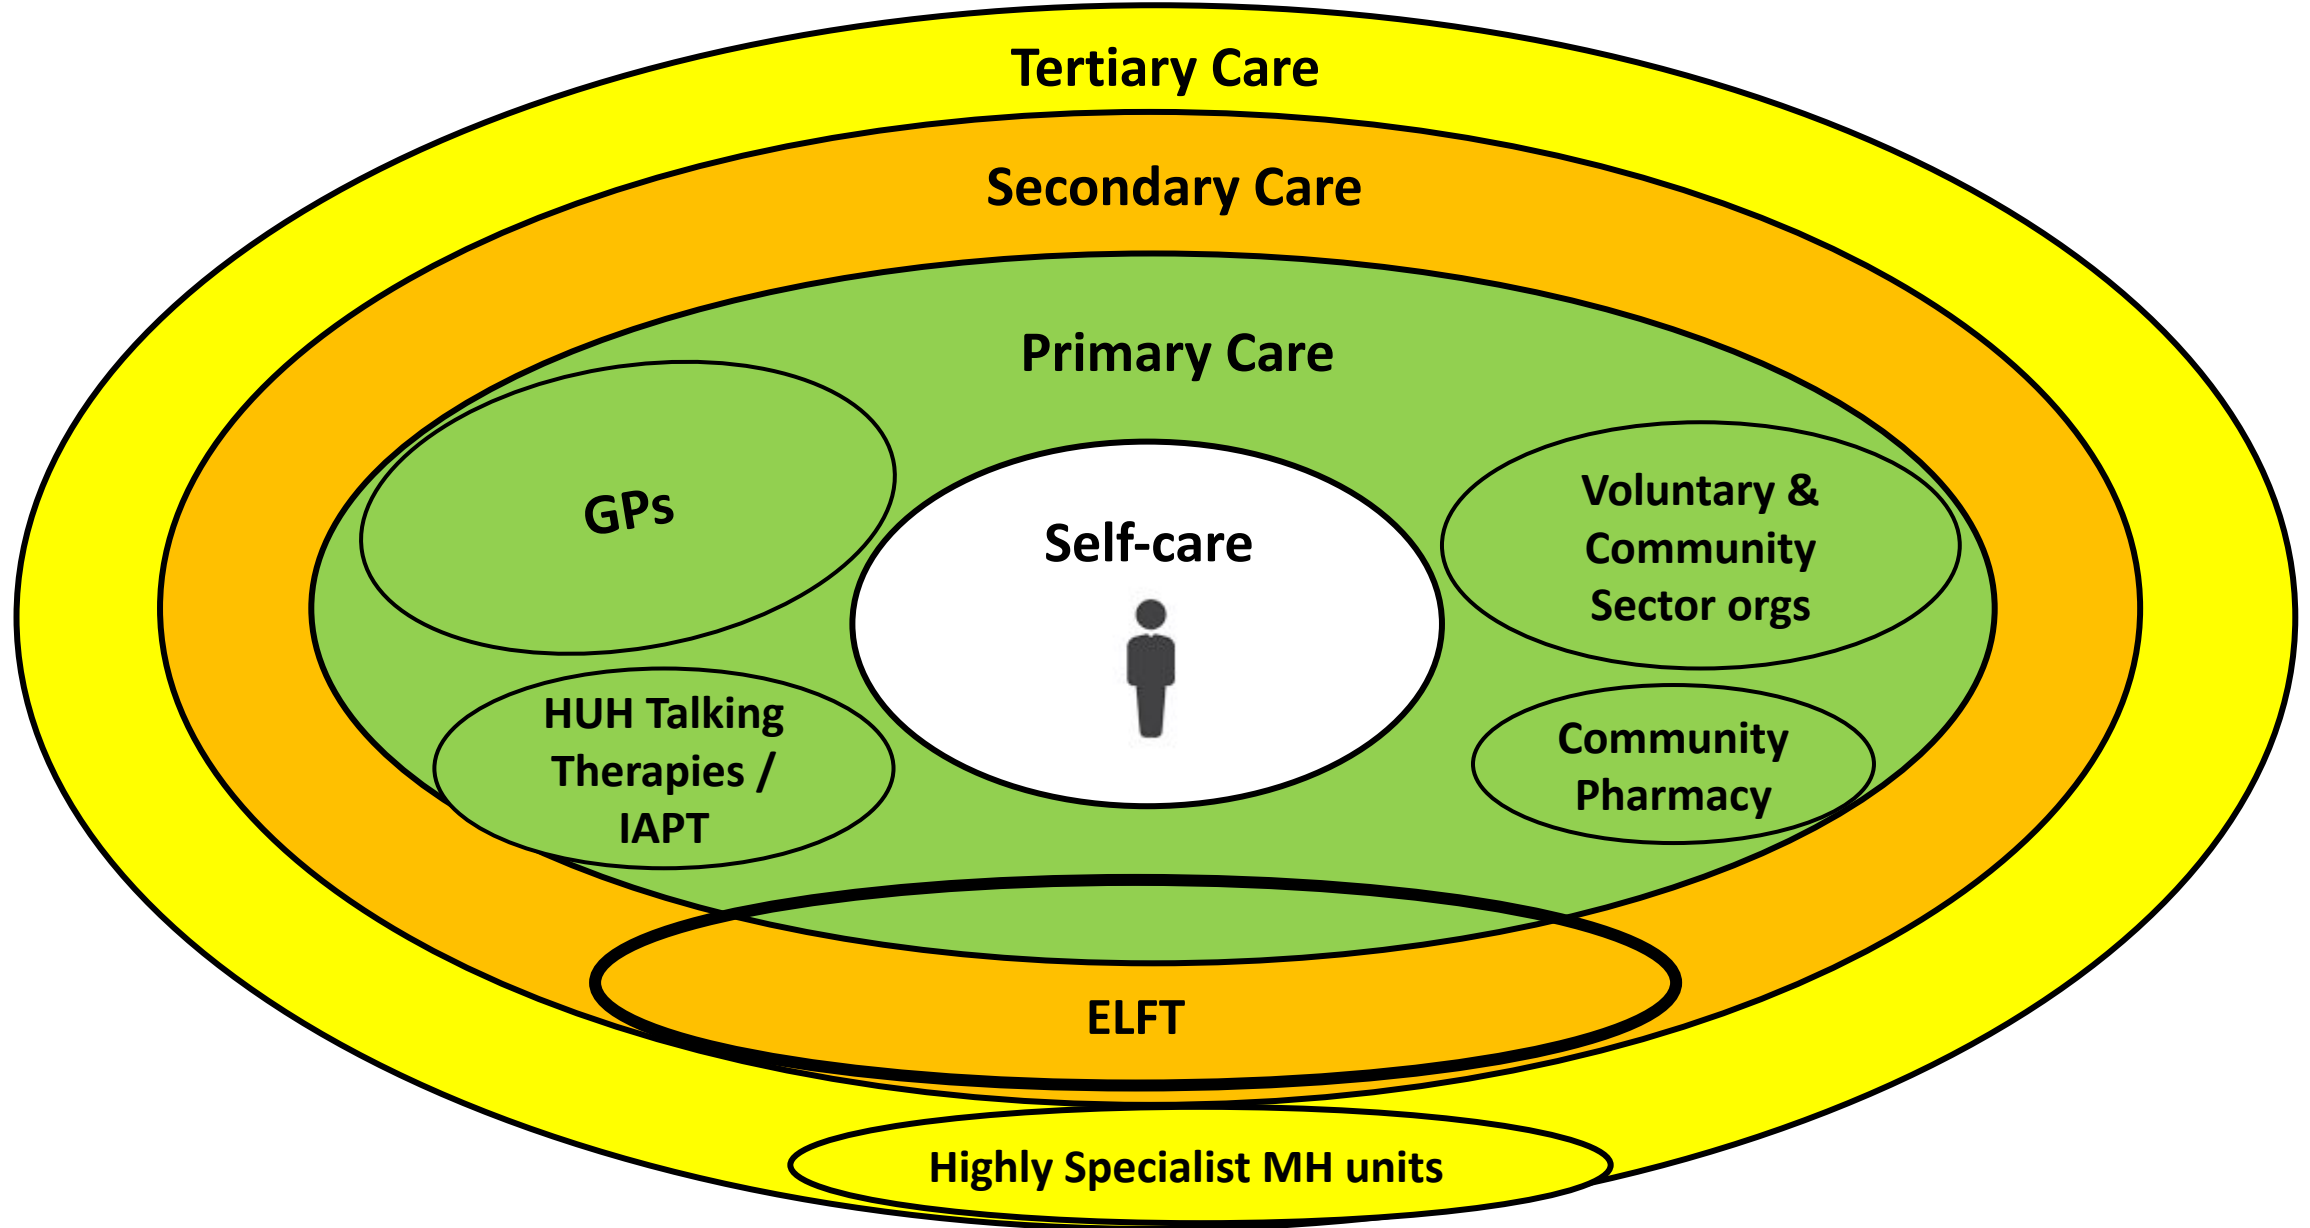 Tertiary Care
Secondary Care
Primary Care
GPs
Self-care
Voluntary &
Community
Sector orgs
HUH Talking
Therapies /
IAPT
Community
Pharmacy
ELFT
Highly Specialist MH units